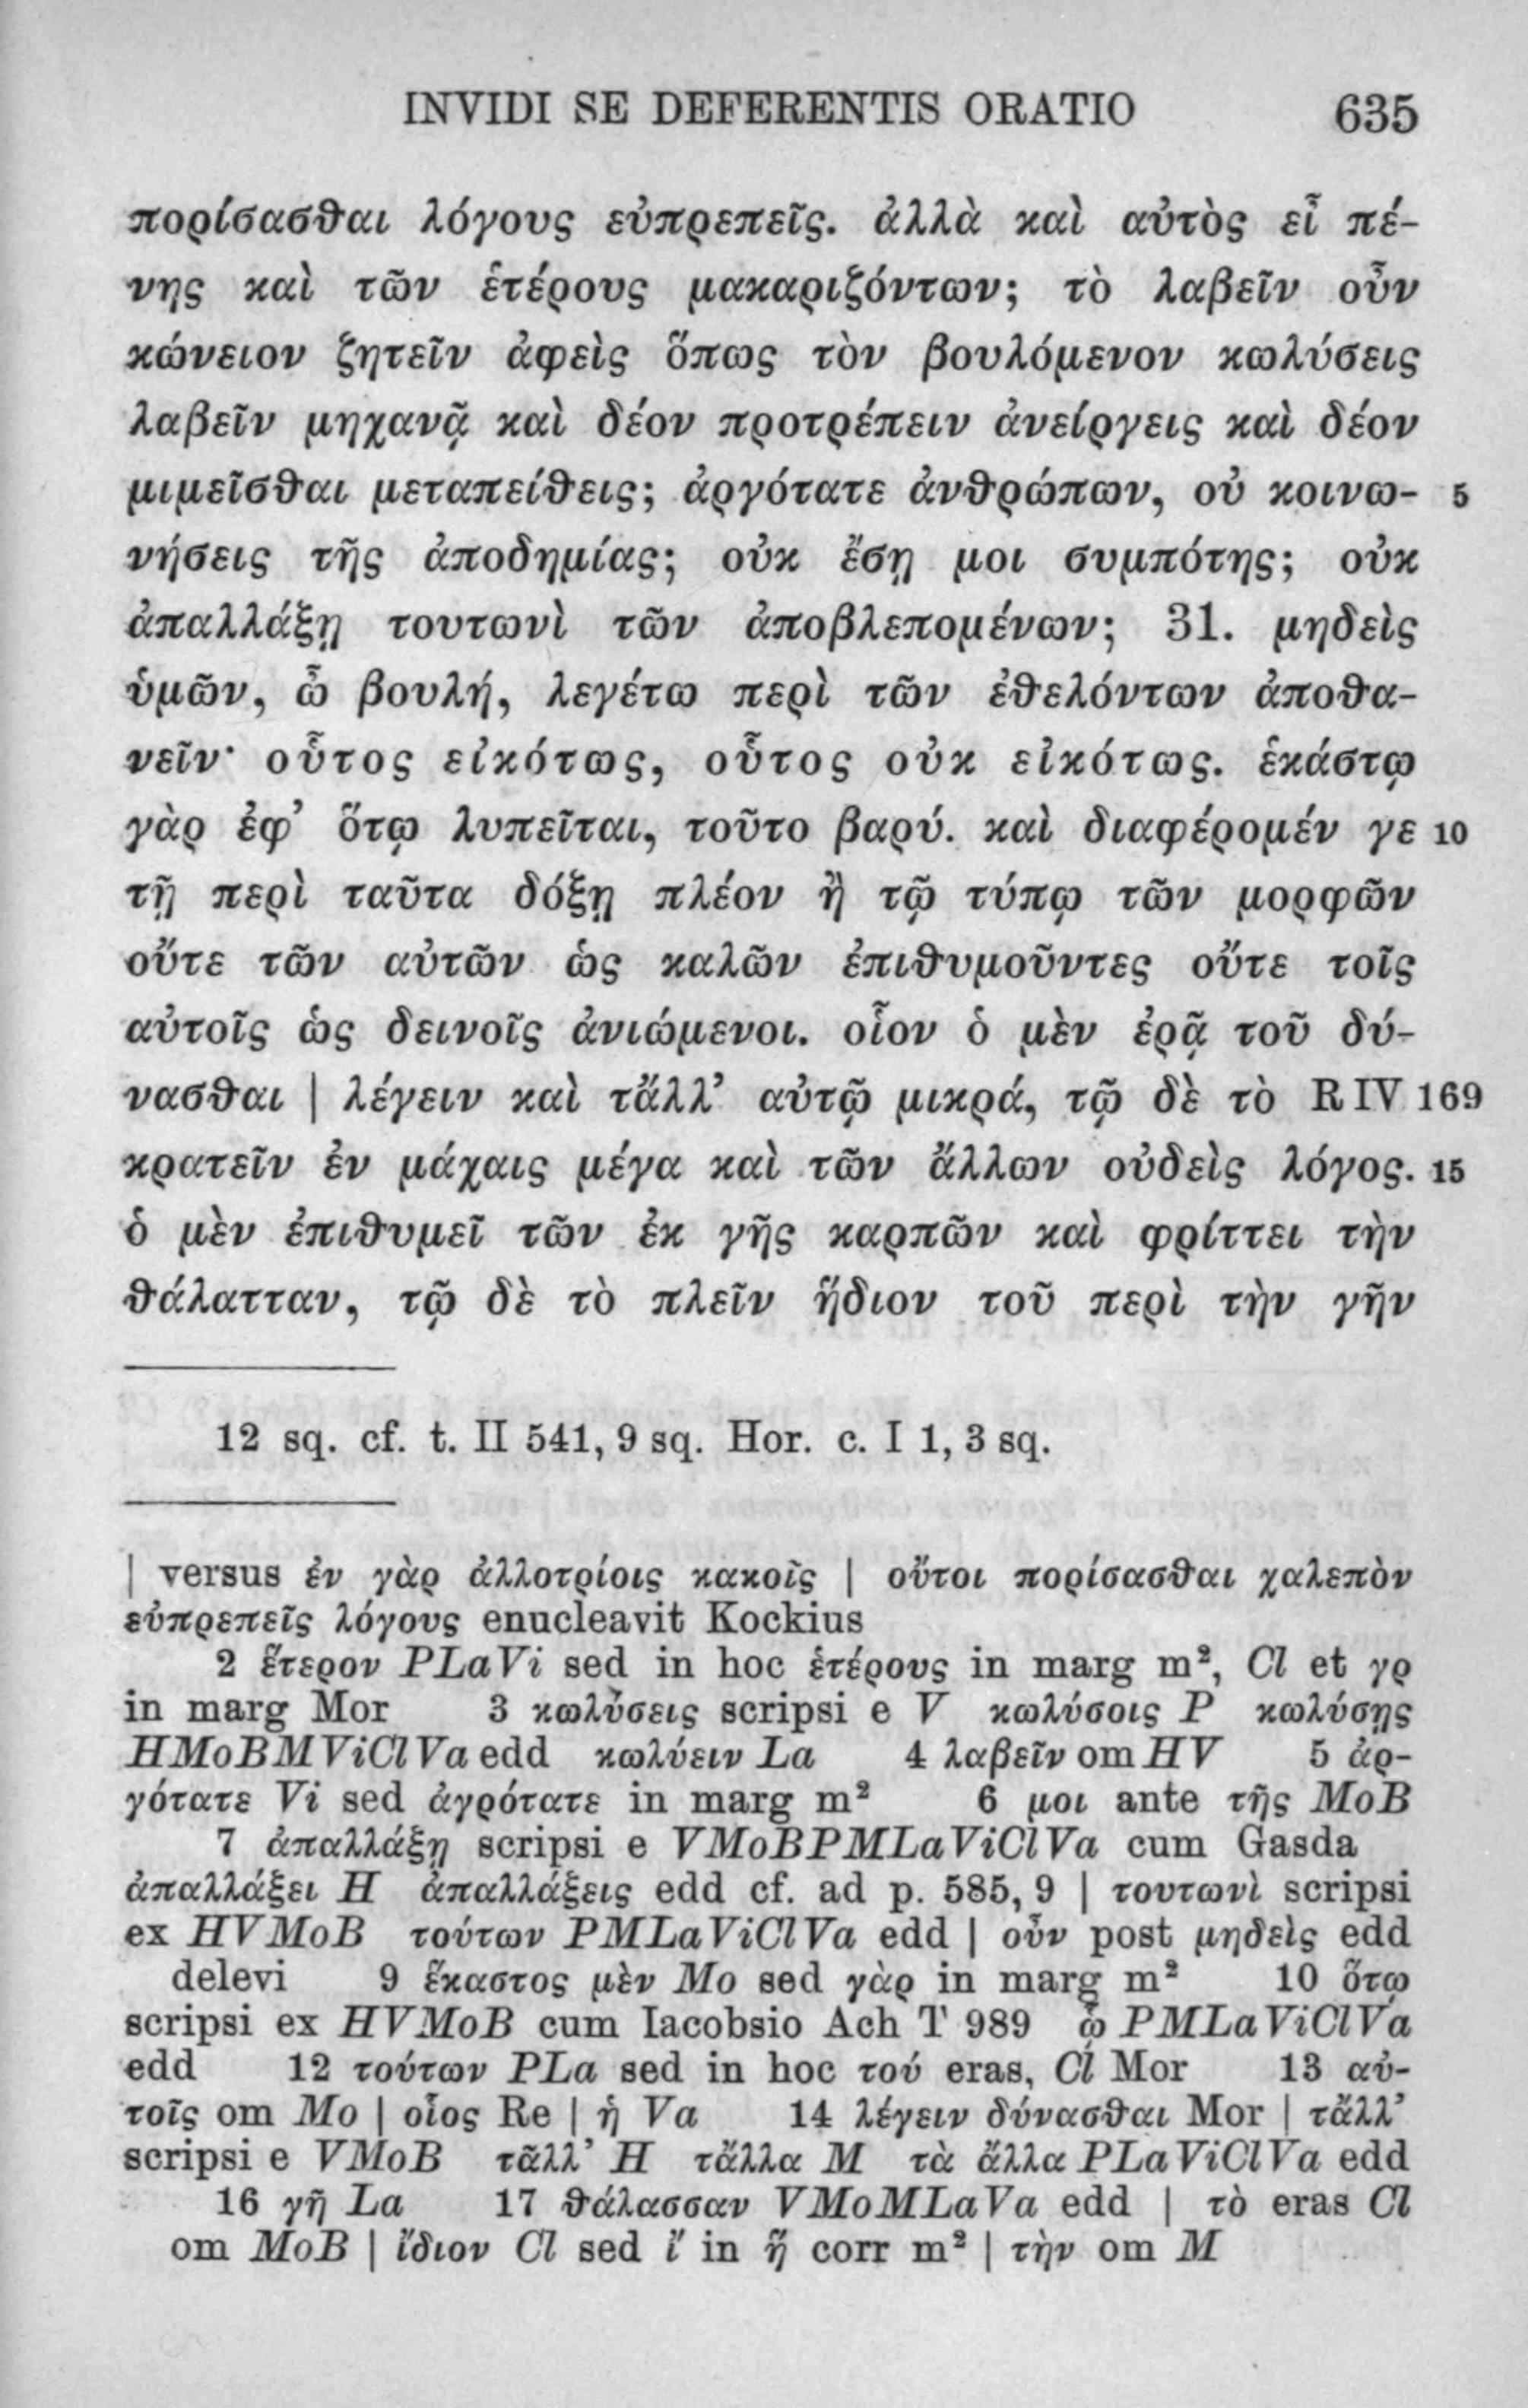 INVIDI SE DEFERENTIS ORATIO 635
πορίσασθαι λόγους εὐπρεπεῖς. ἀλλὰ καὶ αὐτὸς εἶ πέ-
νης καὶ τῶν ἑτέρους μακαριζόντων; τὸ λαβεῖν οὖν
κώνειον ζητεῖν ἀφεὶς ὅπως τὸν βουλόμενον κωλύσεις
λαβεῖν μηχανᾷ καὶ δέον προτρέπειν ἀνείργεις καὶ δέον
μιμεῖσθαι μεταπείθεις; ἀργότατε ἀνθρώπων, οὐ κοινω- 5
νήσεις τῆς ἀποδημίας; οὐκ ἔσῃ μοι συμπότης; οὐκ
ἀπαλλάξῃ τουτωνὶ τῶν ἀποβλεπομένων; 31. μηδεὶς
ὑμῶν, ὦ βουλή, λεγέτω περὶ τῶν ἐθελόντων ἀποθα-
νεῖν· οὗτος εἰκότως, οὗτος οὐκ εἰκότως. ἑκάστῳ
γὰρ ἐφ’ ὅτῳ λυπεῖται, τοῦτο βαρύ. καὶ διαφέρομέν γε 10
τῇ περὶ ταῦτα δόξῃ πλέον ἢ τῷ τύπῳ τῶν μορφῶν
οὔτε τῶν αὐτῶν ὡς καλῶν ἐπιθυμοῦντες οὔτε τοῖς
αὐτοῖς ὡς δεινοῖς ἀνιώμενοι. οἷον ὁ μὲν ἐρᾷ τοῦ δύ-
νασθαι | λέγειν καὶ τἄλλ’ αὐτῷ μικρά, τῷ δὲ τὸ R IV 169
κρατεῖν ἐν μάχαις μέγα καὶ τῶν ἄλλων οὐδεὶς λόγος. 15
ὁ μὲν ἐπιθυμεῖ τῶν ἐκ γῆς καρπῶν καὶ φρίττει τὴν
θάλατταν, τῷ δὲ τὸ πλεῖν ἥδιον τοῦ περὶ τὴν γῆν
12 sq. cf. t. II 541, 9 sq. Hor. c. I 1, 3 sq.
| versus ἐν γὰρ ἀλλοτρίοις κακοῖς | οὔτοι πορίσασθαι χαλεπὸν
εὐπρεπεῖς λόγους enucleavit Kockius
2 ἕτερον PLaVi sed in hoc ἑτέρους in marg m², Cl et γρ
in marg Mor 3 κωλύσεις scripsi e V κωλύσοις P κωλύσῃς
HMoBMViClVa edd κωλύειν La 4 λαβεῖν om HV 5 ἀρ-
γότατε Vi sed ἀγρότατε in marg m² 6 μοι ante τῆς MoB
7 ἀπαλλάξῃ scripsi e VMoBPMLaViClVa cum Gasda
ἀπαλλάξει H ἀπαλλάξεις edd cf. ad p. 585, 9 | τουτωνὶ scripsi
ex HVMoB τούτων PMLaViClVa edd | οὖν post μηδεὶς edd
delevi 9 ἕκαστος μὲν Mo sed γὰρ in marg m² 10 ὅτῳ
scripsi ex HVMoB cum Iacobsio Ach T 989 ᾧ PMLaViClVa
edd 12 τούτων PLa sed in hoc τού eras, Cl Mor 13 αὐ-
τοῖς om Mo | οἷος Re | ἡ Va 14 λέγειν δύνασθαι Mor | τἄλλ’
scripsi e VMoB τᾶλλ’ H τἄλλα M τὰ ἄλλα PLaViClVa edd
16 γῇ La 17 θάλασσαν VMoMLaVa edd | τὸ eras Cl
om MoB | ἴδιον Cl sed ἴ in ἥ corr m² | τὴν om M